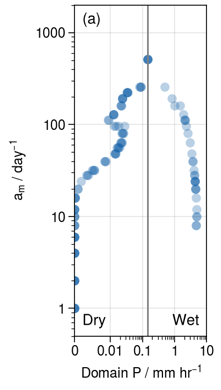 (a)
1000
100
10
1
a_m / day⁻¹
Dry
Wet
0
0.01
0.1
1
10
Domain P / mm hr⁻¹